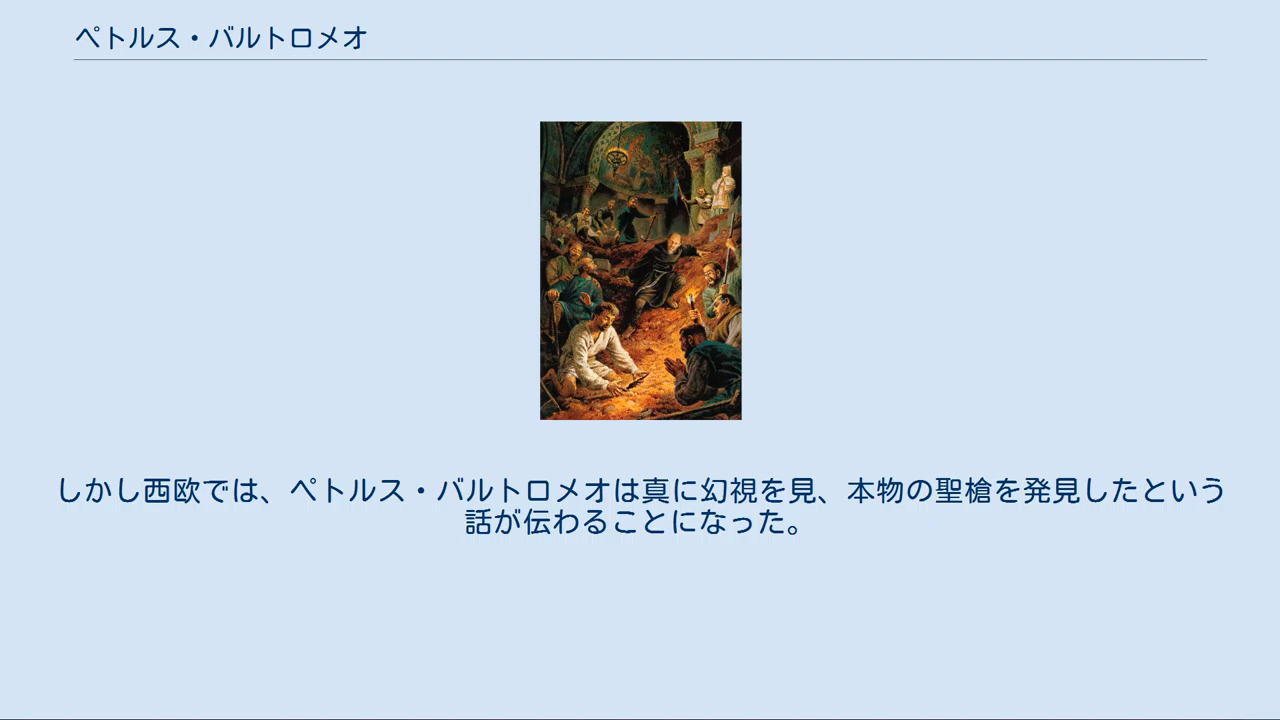 ペトルス・バルトロメオ
しかし西欧では、ペトルス・バルトロメオは真に幻視を見、本物の聖槍を発見したという
話が伝わることになった。